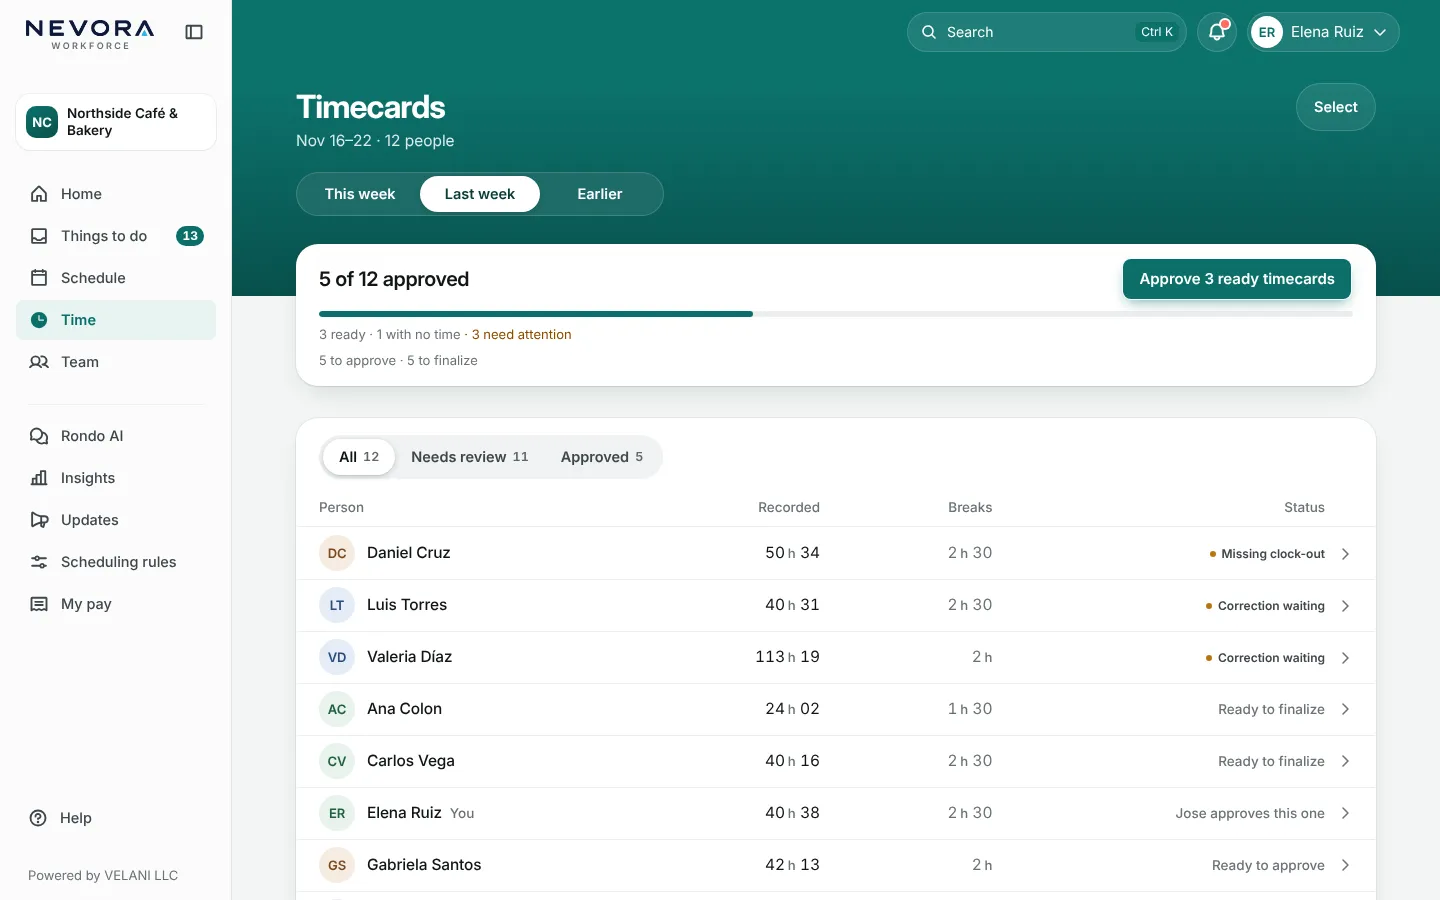 NEVORA
WORKFORCE
Search
Ctrl K
ER
Elena Ruiz
NC
Northside Café &
Bakery
Home
Things to do 13
Schedule
Time
Team
Rondo AI
Insights
Updates
Scheduling rules
My pay
Help
Powered by VELANI LLC
Timecards
Select
Nov 16–22 · 12 people
This week Last week Earlier
5 of 12 approved
Approve 3 ready timecards
3 ready · 1 with no time · 3 need attention
5 to approve · 5 to finalize
All 12 Needs review 11 Approved 5
Person Recorded Breaks Status
DC Daniel Cruz 50 h 34 2 h 30 Missing clock-out
LT Luis Torres 40 h 31 2 h 30 Correction waiting
VD Valeria Díaz 113 h 19 2 h Correction waiting
AC Ana Colon 24 h 02 1 h 30 Ready to finalize
CV Carlos Vega 40 h 16 2 h 30 Ready to finalize
ER Elena Ruiz You 40 h 38 2 h 30 Jose approves this one
GS Gabriela Santos 42 h 13 2 h Ready to approve